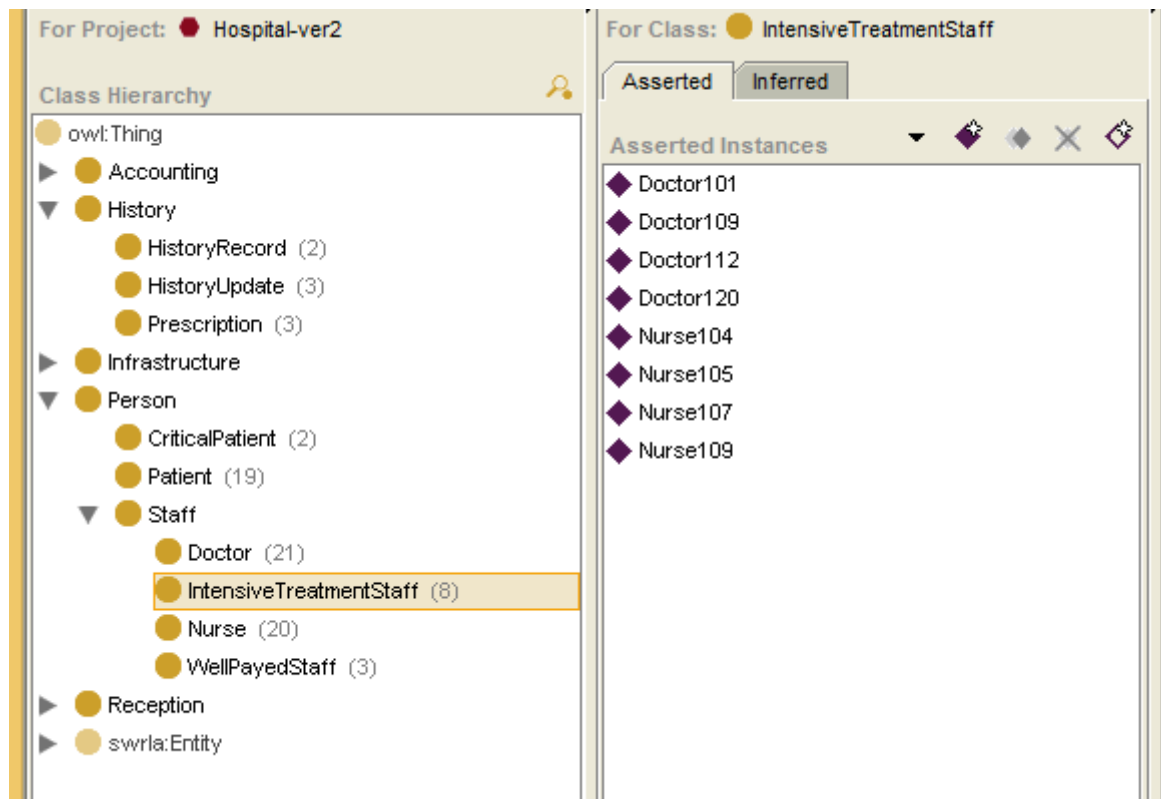 For Project: Hospital-ver2
Class Hierarchy
owl:Thing
Accounting
History
HistoryRecord (2)
HistoryUpdate (3)
Prescription (3)
Infrastructure
Person
CriticalPatient (2)
Patient (19)
Staff
Doctor (21)
IntensiveTreatmentStaff (8)
Nurse (20)
WellPayedStaff (3)
Reception
swrla:Entity
For Class: IntensiveTreatmentStaff
Asserted Inferred
Asserted Instances
Doctor101
Doctor109
Doctor112
Doctor120
Nurse104
Nurse105
Nurse107
Nurse109